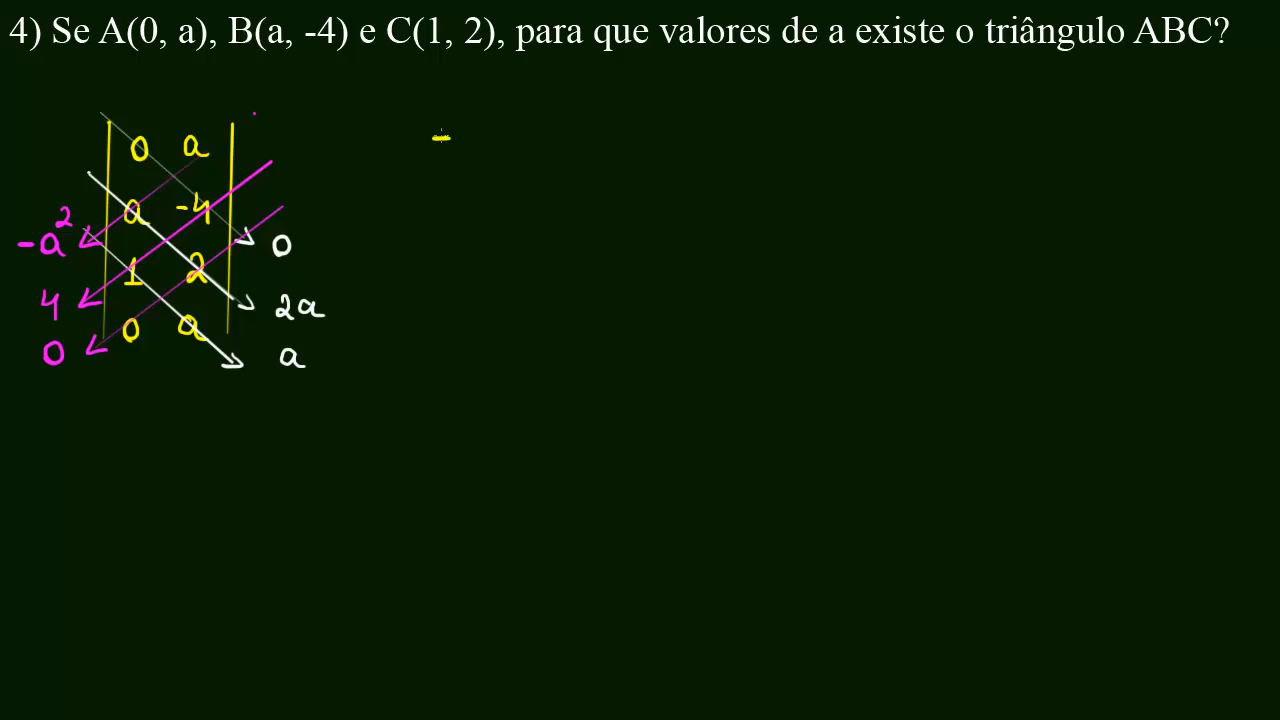 4) Se A(0, a), B(a, -4) e C(1, 2), para que valores de a existe o triângulo ABC?
0 a
a -4
-a² 1 2 0
4 0 a 2a
0 a
-